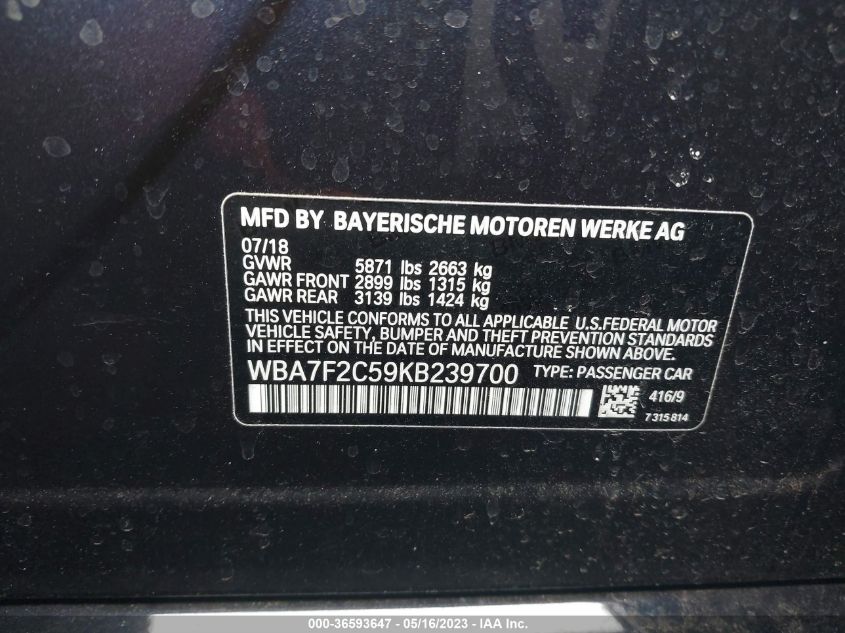 MFD BY BAYERISCHE MOTOREN WERKE AG
07/18
GVWR 5871 lbs 2663 kg
GAWR FRONT 2899 lbs 1315 kg
GAWR REAR 3139 lbs 1424 kg
THIS VEHICLE CONFORMS TO ALL APPLICABLE U.S.FEDERAL MOTOR
VEHICLE SAFETY, BUMPER AND THEFT PREVENTION STANDARDS
IN EFFECT ON THE DATE OF MANUFACTURE SHOWN ABOVE.
WBA7F2C59KB239700 TYPE: PASSENGER CAR
416/9
7315814
000-36593647 - 05/16/2023 - IAA Inc.